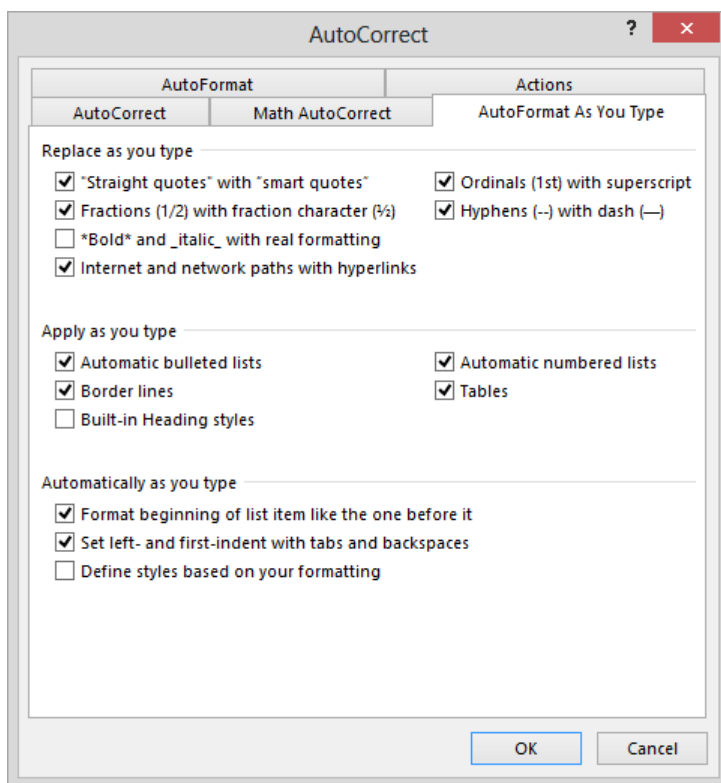 AutoCorrect
? ×
AutoFormat Actions
AutoCorrect Math AutoCorrect AutoFormat As You Type
Replace as you type
"Straight quotes" with “smart quotes” Ordinals (1st) with superscript
Fractions (1/2) with fraction character (½) Hyphens (--) with dash (—)
*Bold* and _italic_ with real formatting
Internet and network paths with hyperlinks
Apply as you type
Automatic bulleted lists Automatic numbered lists
Border lines Tables
Built-in Heading styles
Automatically as you type
Format beginning of list item like the one before it
Set left- and first-indent with tabs and backspaces
Define styles based on your formatting
OK Cancel